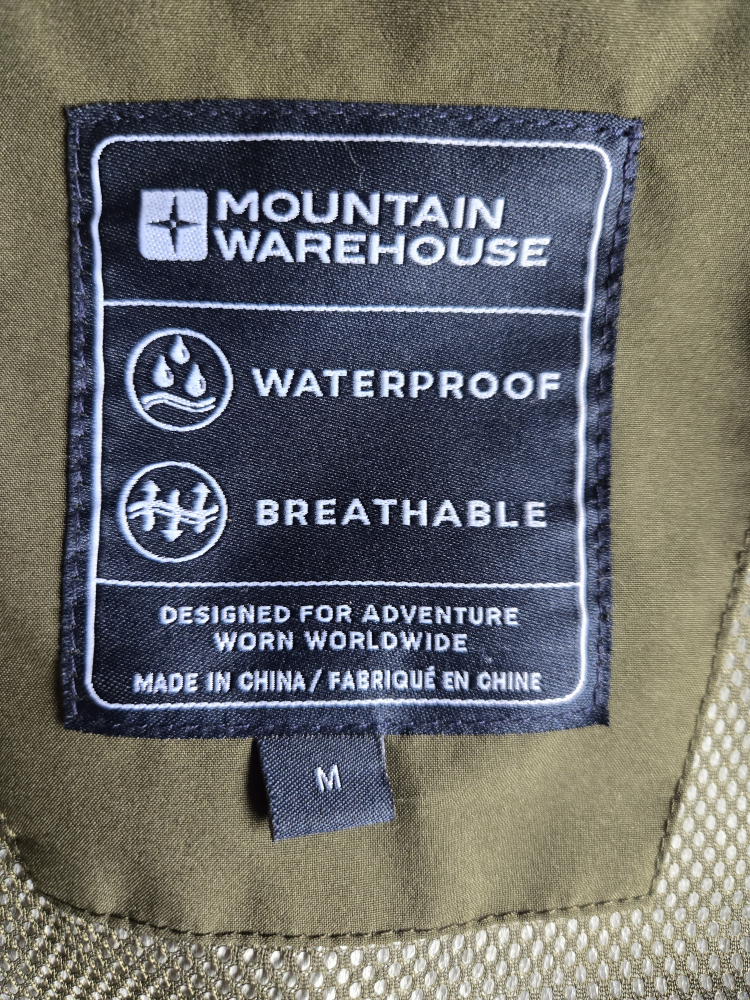 MOUNTAIN
WAREHOUSE
WATERPROOF
BREATHABLE
DESIGNED FOR ADVENTURE
WORN WORLDWIDE
MADE IN CHINA / FABRIQUÉ EN CHINE
M